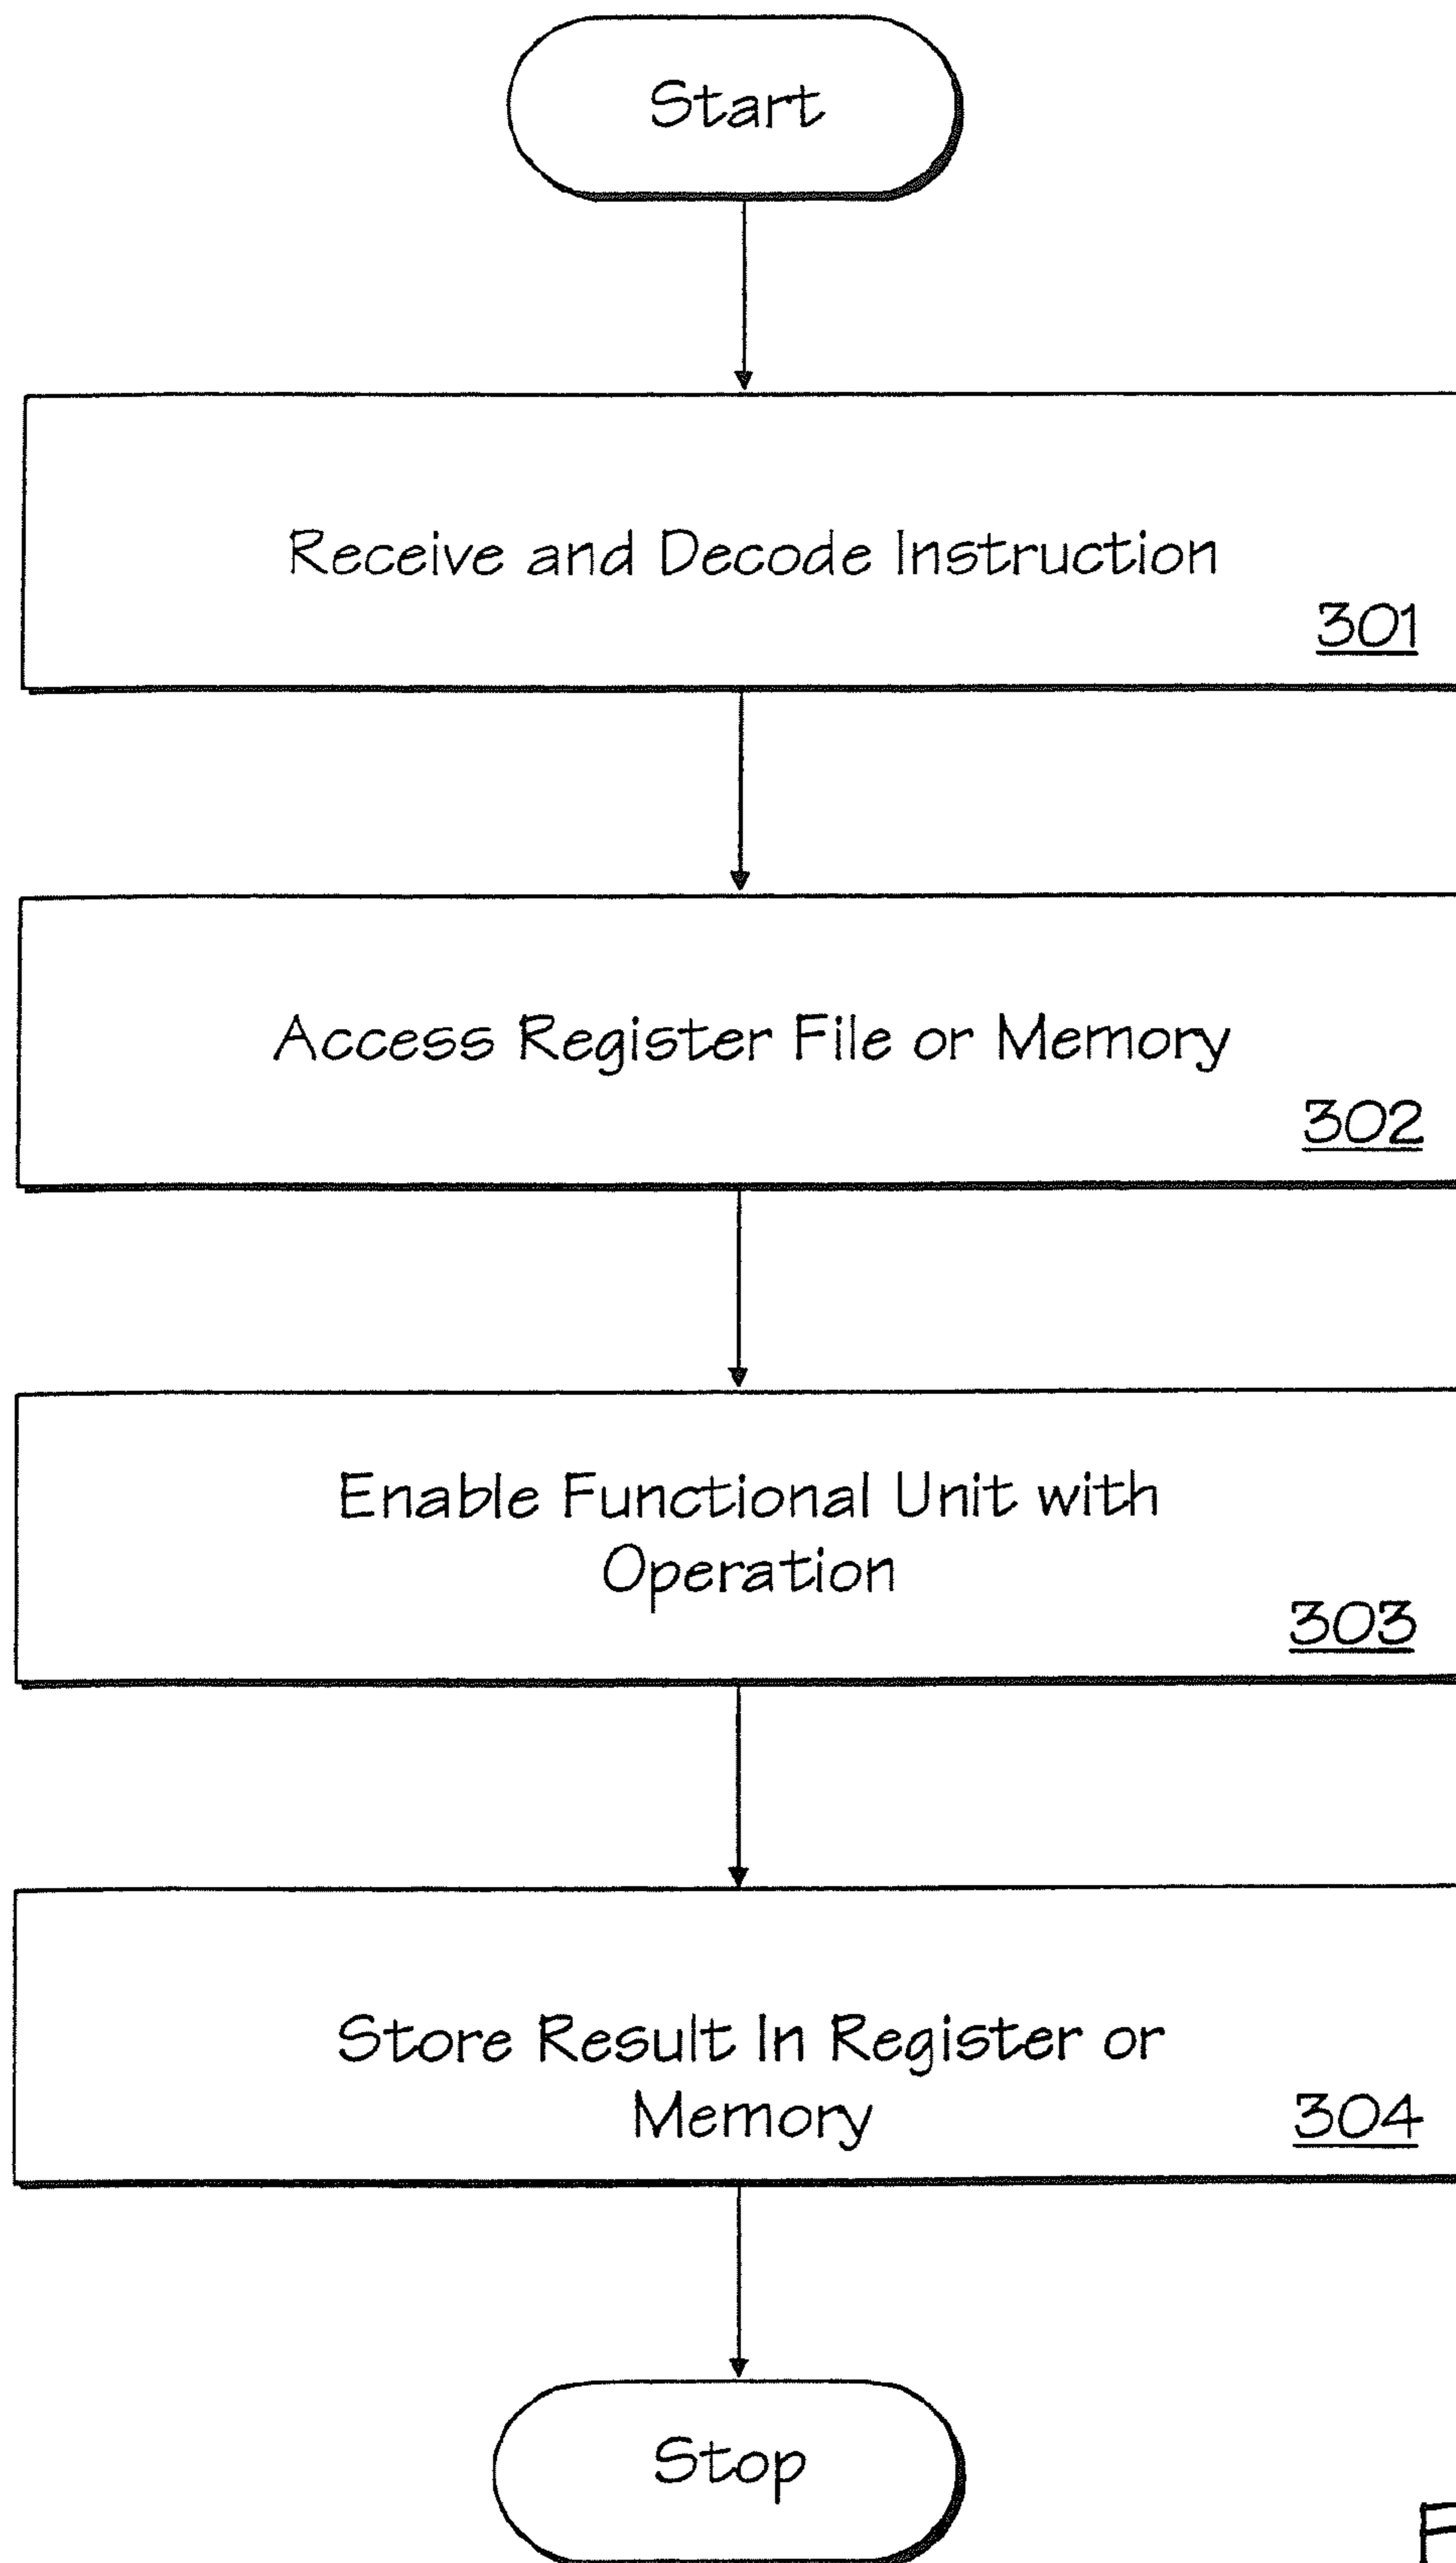 Start
Receive and Decode Instruction
301
Access Register File or Memory
302
Enable Functional Unit with
Operation
303
Store Result In Register or
Memory
304
Stop